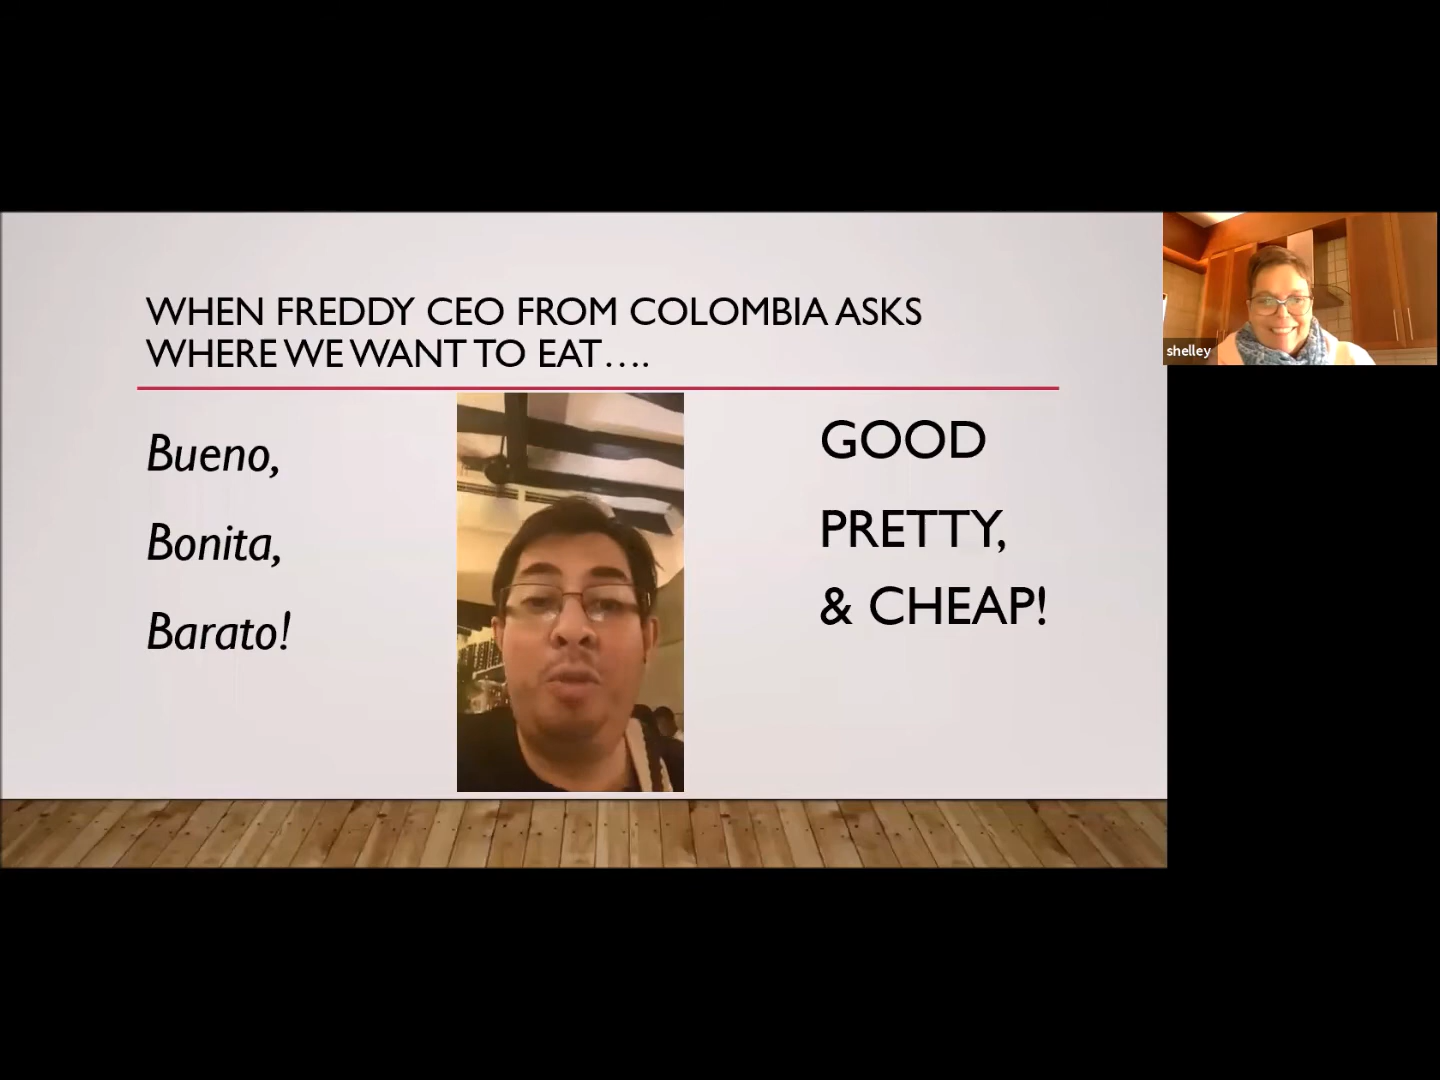 WHEN FREDDY CEO FROM COLOMBIA ASKS
WHERE WE WANT TO EAT....
Bueno,
Bonita,
Barato!
GOOD
PRETTY,
& CHEAP!
shelley